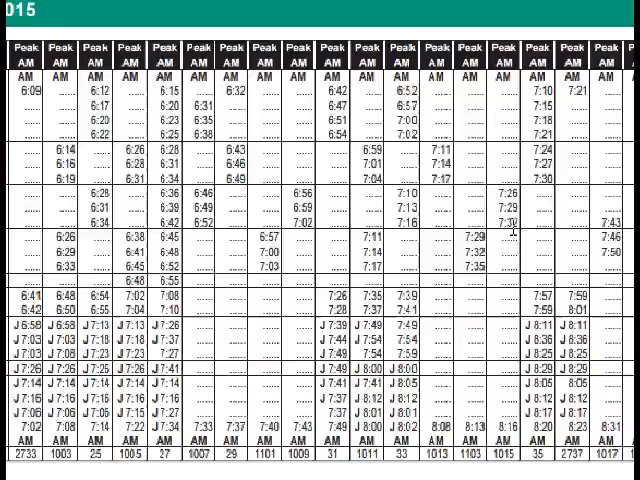 015
Peak Peak Peak Peak Peak Peak Peak Peak Peak Peak Peak Peak Peak Peak Peak Peak Peak Peak
AM AM AM AM AM AM AM AM AM AM AM AM AM AM AM AM AM AM
AM AM AM AM AM AM AM AM AM AM AM AM AM AM AM AM AM AM
6:09 6:12 6:15 6:32 6:42 6:52 7:10 7:21
6:17 6:20 6:31 6:47 6:57 7:15
6:20 6:23 6:35 6:51 7:00 7:18
6:22 6:25 6:38 6:54 7:02 7:21
6:14 6:26 6:28 6:43 6:59 7:11 7:24
6:16 6:28 6:31 6:46 7:01 7:14 7:27
6:19 6:31 6:34 6:49 7:04 7:17 7:30
6:28 6:36 6:46 6:56 7:10 7:26
6:31 6:39 6:49 6:59 7:13 7:29
6:34 6:42 6:52 7:02 7:16 7:43
6:26 6:38 6:45 6:57 7:11 7:29 7:46
6:29 6:41 6:48 7:00 7:14 7:32 7:50
6:33 6:45 6:52 7:03 7:17 7:35
6:48 6:55
6:41 6:48 6:54 7:02 7:08 7:26 7:35 7:39 7:57 7:59
6:42 6:50 6:55 7:04 7:10 7:28 7:37 7:41 7:59 8:01
J 6:58 J 6:58 J 7:13 J 7:13 J 7:26 J 7:39 J 7:49 7:49 J 8:11 J 8:11
J 7:03 J 7:03 J 7:18 J 7:18 J 7:37 J 7:44 J 7:54 7:54 J 8:36 J 8:36
J 7:03 J 7:08 J 7:23 J 7:23 7:27 J 7:49 J 7:54 7:59 J 8:25 J 8:25
J 7:26 J 7:26 J 7:26 J 7:26 J 7:41 J 7:49 J 8:00 J 8:00 J 8:29 J 8:29
J 7:14 J 7:14 J 7:14 J 7:14 J 7:14 J 7:41 J 7:41 J 8:05 J 8:05 8:05
J 7:16 J 7:16 J 7:16 J 7:16 J 7:16 J 7:37 J 8:12 J 8:12 J 8:12 J 8:12
J 7:06 J 7:06 J 7:06 J 7:15 J 7:27 7:37 J 8:01 J 8:01 J 8:17 J 8:17
7:02 7:08 7:14 7:22 J 7:34 7:33 7:37 7:40 7:43 7:49 J 8:00 J 8:02 8:08 8:13 8:16 8:20 8:23 8:31
AM AM AM AM AM AM AM AM AM AM AM AM AM AM AM AM AM AM
2733 1003 25 1005 27 1007 29 1101 1009 31 1011 33 1013 1103 1015 35 2737 1017